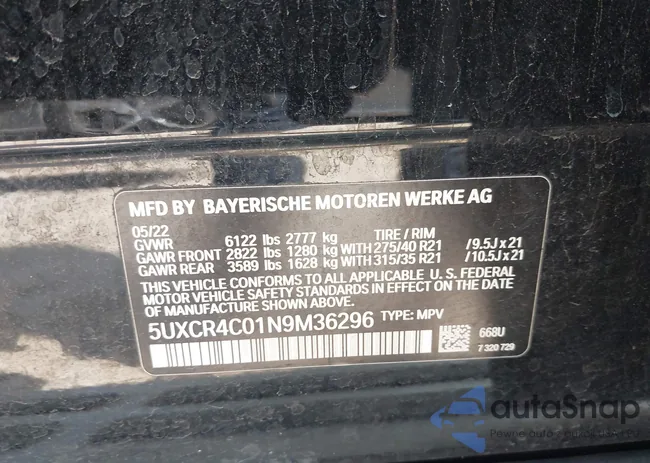 MFD BY BAYERISCHE MOTOREN WERKE AG
05/22 TIRE / RIM
GVWR 6122 lbs 2777 kg
GAWR FRONT 2822 lbs 1280 kg WITH 275/40 R21 /9.5J x 21
GAWR REAR 3589 lbs 1628 kg WITH 315/35 R21 /10.5J x 21
THIS VEHICLE CONFORMS TO ALL APPLICABLE U.S. FEDERAL
MOTOR VEHICLE SAFETY STANDARDS IN EFFECT ON THE DATE
OF MANUFACTURE SHOWN ABOVE.
5UXCR4C01N9M36296 TYPE: MPV
668U
7 320 729
autoSnap
Pewne auto